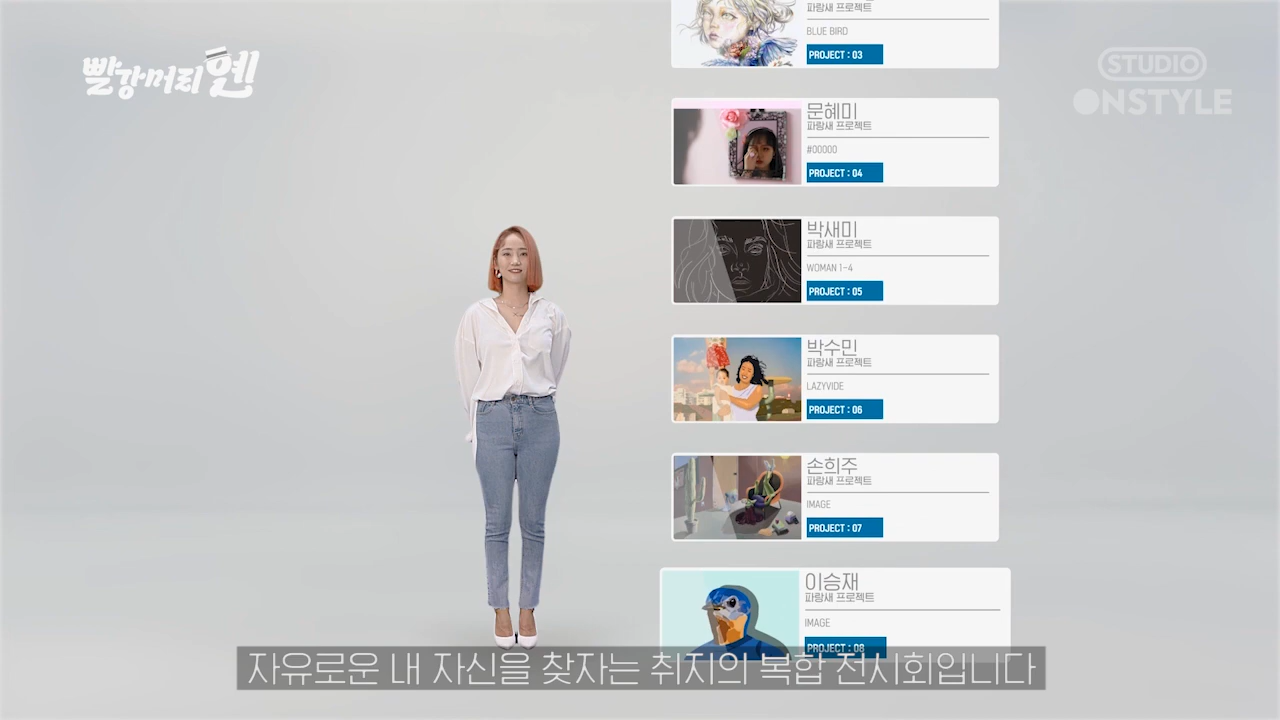 빨강머리 헨
STUDIO
ONSTYLE
파랑새 프로젝트
BLUE BIRD
PROJECT : 03
문혜미
파랑새 프로젝트
#00000
PROJECT : 04
박새미
파랑새 프로젝트
WOMAN 1-4
PROJECT : 05
박수민
파랑새 프로젝트
LAZYVIDE
PROJECT : 06
손희주
파랑새 프로젝트
IMAGE
PROJECT : 07
이승재
파랑새 프로젝트
IMAGE
PROJECT : 08
자유로운 내 자신을 찾자는 취지의 복합 전시회입니다